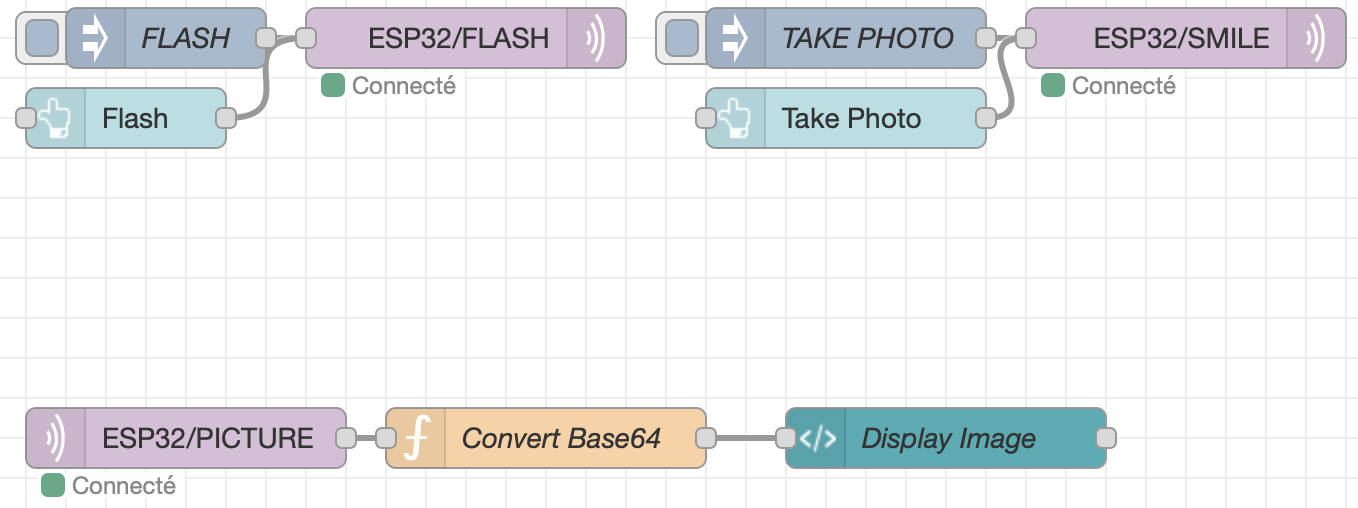 FLASH
ESP32/FLASH
Connecté
Flash
TAKE PHOTO
ESP32/SMILE
Connecté
Take Photo
ESP32/PICTURE
Connecté
Convert Base64
Display Image